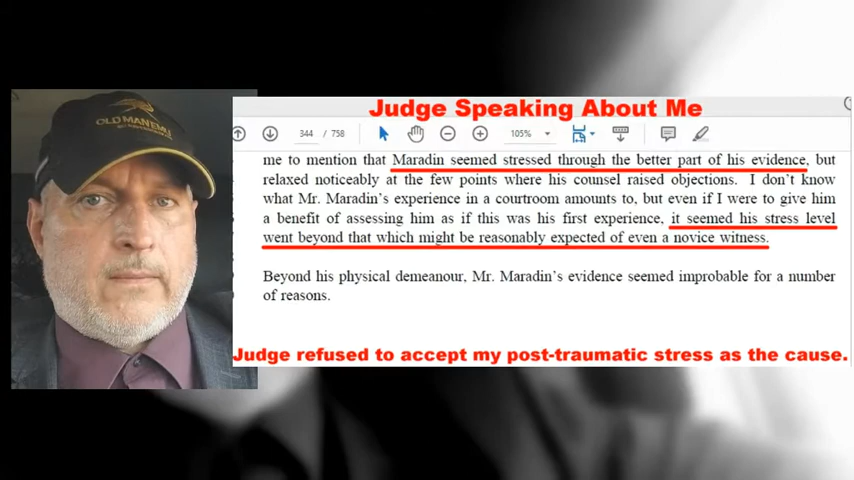 Judge Speaking About Me
OLD MAN EMU
344 / 758
105%
me to mention that Maradin seemed stressed through the better part of his evidence, but
relaxed noticeably at the few points where his counsel raised objections. I don't know
what Mr. Maradin's experience in a courtroom amounts to, but even if I were to give him
a benefit of assessing him as if this was his first experience, it seemed his stress level
went beyond that which might be reasonably expected of even a novice witness.
Beyond his physical demeanour, Mr. Maradin's evidence seemed improbable for a number
of reasons.
Judge refused to accept my post-traumatic stress as the cause.